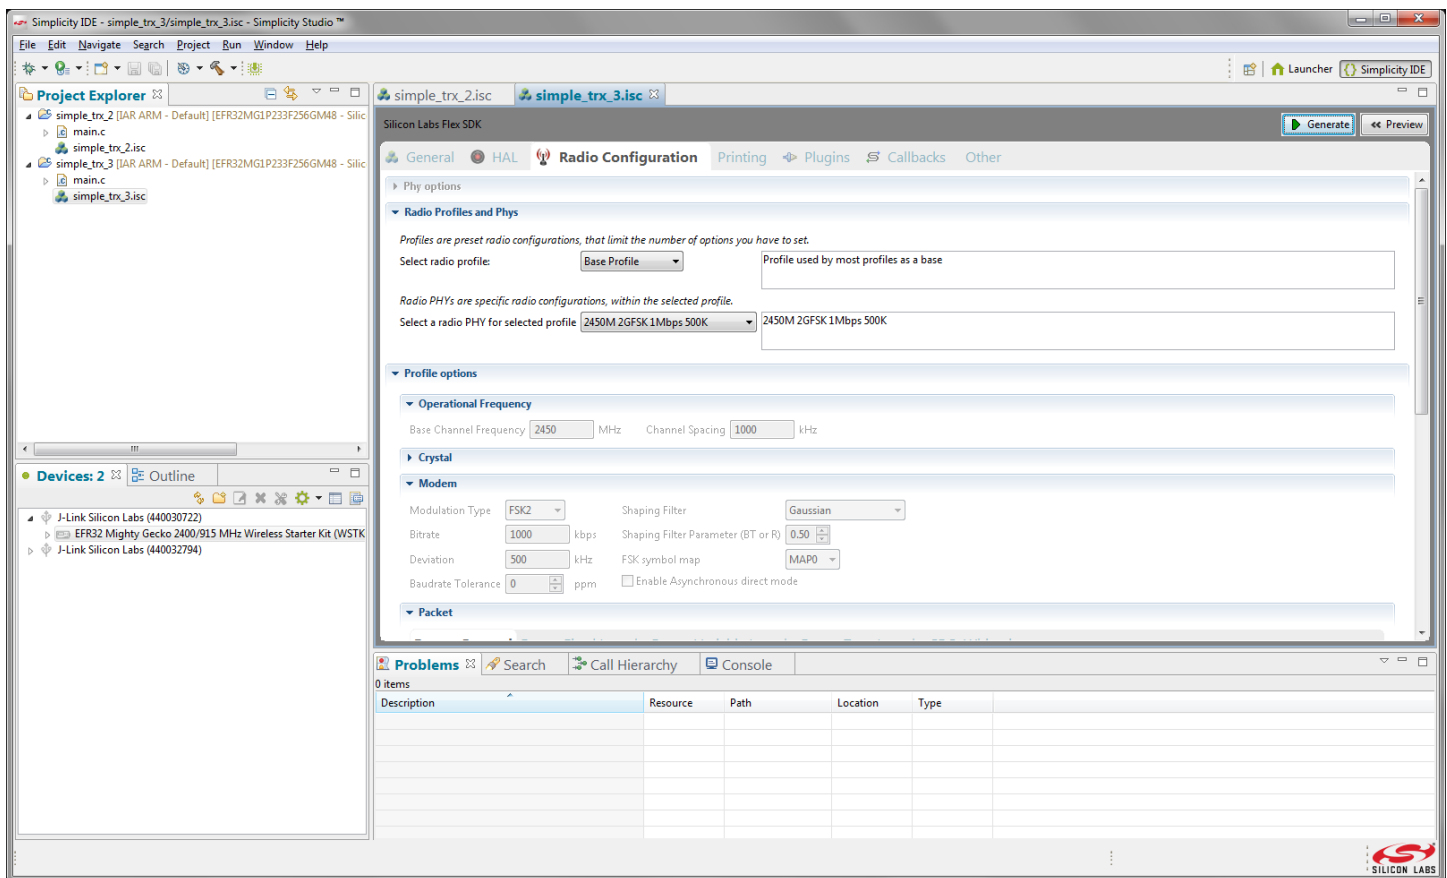 Simplicity IDE - simple_trx_3/simple_trx_3.isc - Simplicity Studio ™
File Edit Navigate Search Project Run Window Help
Launcher Simplicity IDE
Project Explorer
simple_trx_2 [IAR ARM - Default] [EFR32MG1P233F256GM48 - Silic
main.c
simple_trx_2.isc
simple_trx_3 [IAR ARM - Default] [EFR32MG1P233F256GM48 - Silic
main.c
simple_trx_3.isc
Devices: 2 Outline
J-Link Silicon Labs (440030722)
EFR32 Mighty Gecko 2400/915 MHz Wireless Starter Kit (WSTK
J-Link Silicon Labs (440032794)
simple_trx_2.isc simple_trx_3.isc
Silicon Labs Flex SDK Generate Preview
General HAL Radio Configuration Printing Plugins Callbacks Other
Phy options
Radio Profiles and Phys
Profiles are preset radio configurations, that limit the number of options you have to set.
Select radio profile: Base Profile Profile used by most profiles as a base
Radio PHYs are specific radio configurations, within the selected profile.
Select a radio PHY for selected profile 2450M 2GFSK 1Mbps 500K 2450M 2GFSK 1Mbps 500K
Profile options
Operational Frequency
Base Channel Frequency 2450 MHz Channel Spacing 1000 kHz
Crystal
Modem
Modulation Type FSK2 Shaping Filter Gaussian
Bitrate 1000 kbps Shaping Filter Parameter (BT or R) 0.50
Deviation 500 kHz FSK symbol map MAP0
Baudrate Tolerance 0 ppm Enable Asynchronous direct mode
Packet
Problems Search Call Hierarchy Console
0 items
Description Resource Path Location Type
SILICON LABS